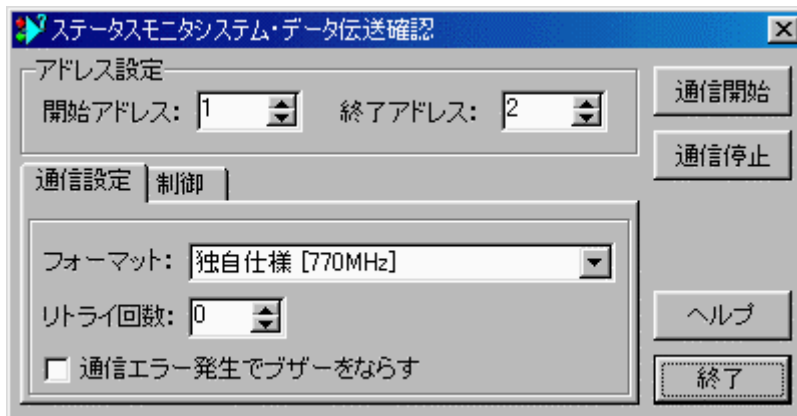 ステータスモニタシステム・データ伝送確認
アドレス設定
開始アドレス: 1 終了アドレス: 2
通信開始
通信停止
通信設定 制御
フォーマット: 独自仕様 [770MHz]
リトライ回数: 0
通信エラー発生でブザーをならす
ヘルプ
終了